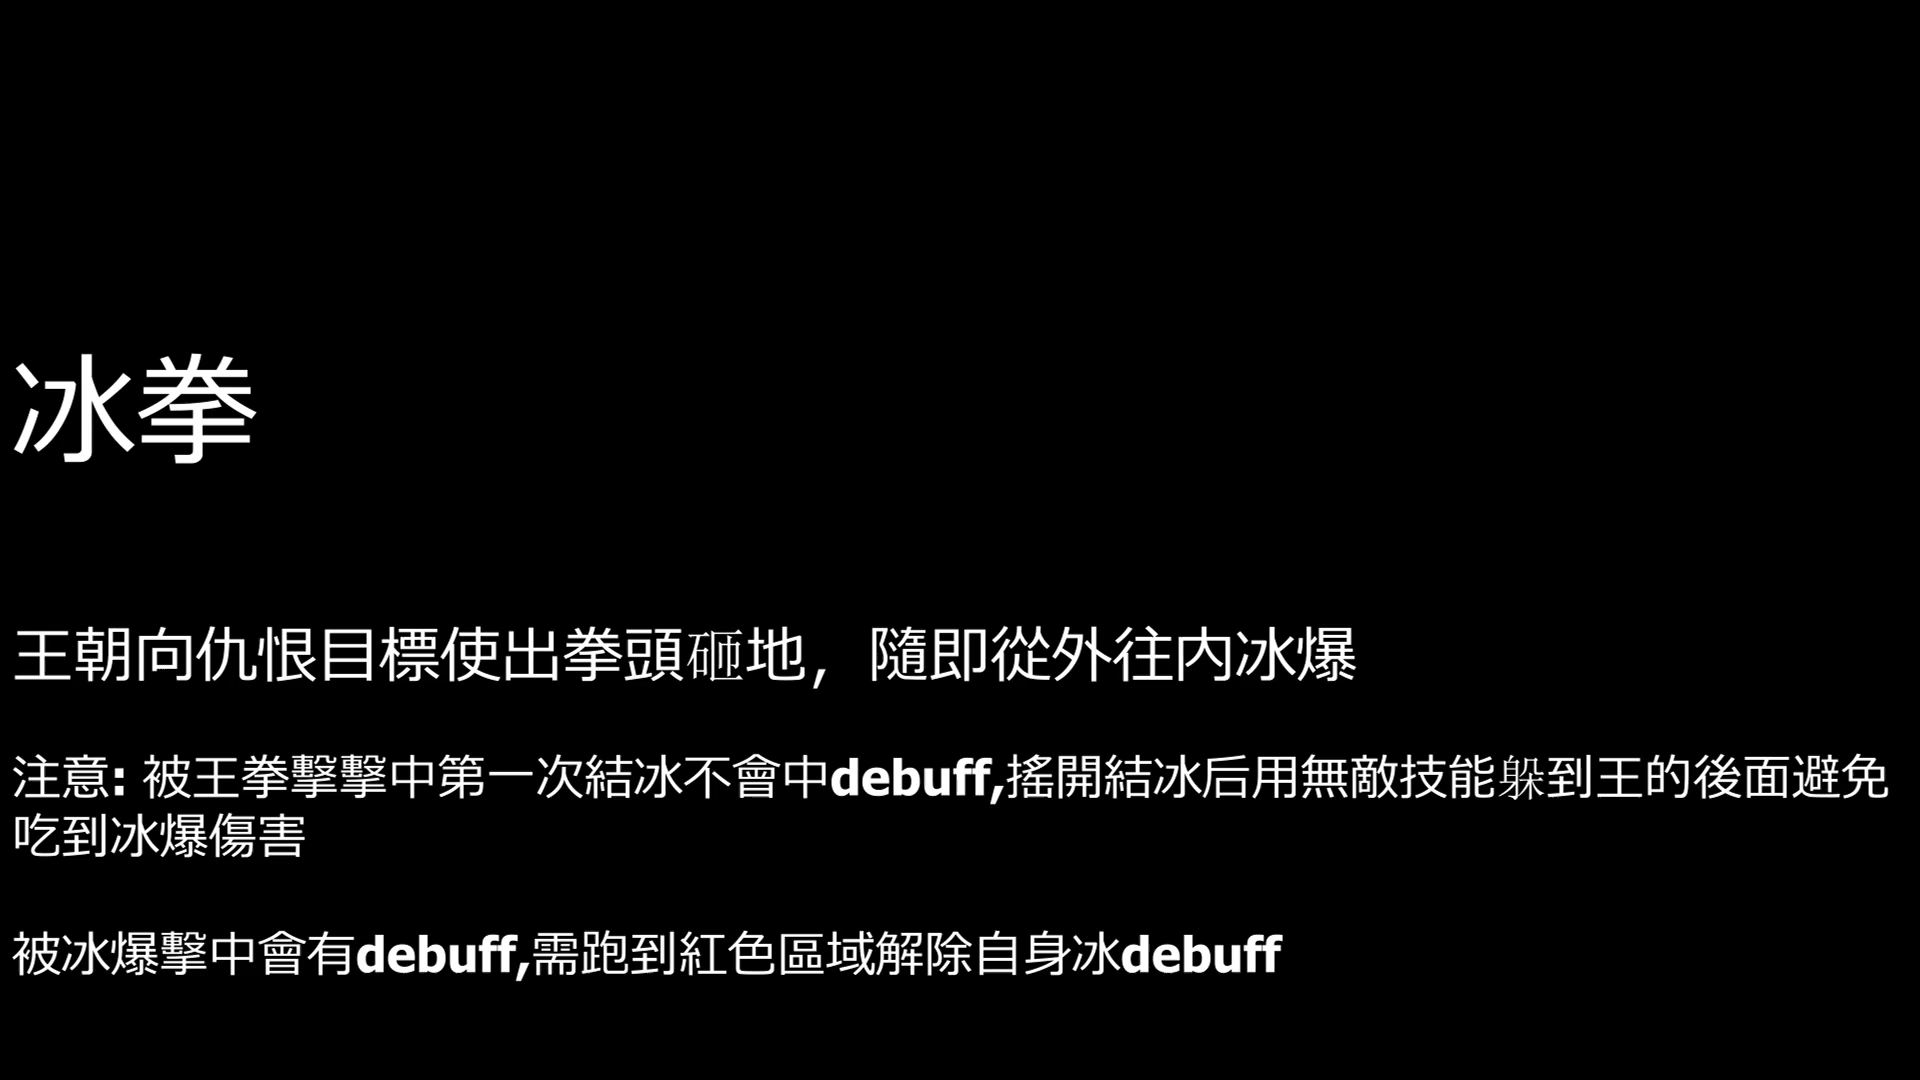 冰拳
王朝向仇恨目標使出拳頭砸地，隨即從外往内冰爆
注意: 被王拳擊擊中第一次結冰不會中debuff,搖開結冰后用無敵技能躲到王的後面避免
吃到冰爆傷害
被冰爆擊中會有debuff,需跑到紅色區域解除自身冰debuff